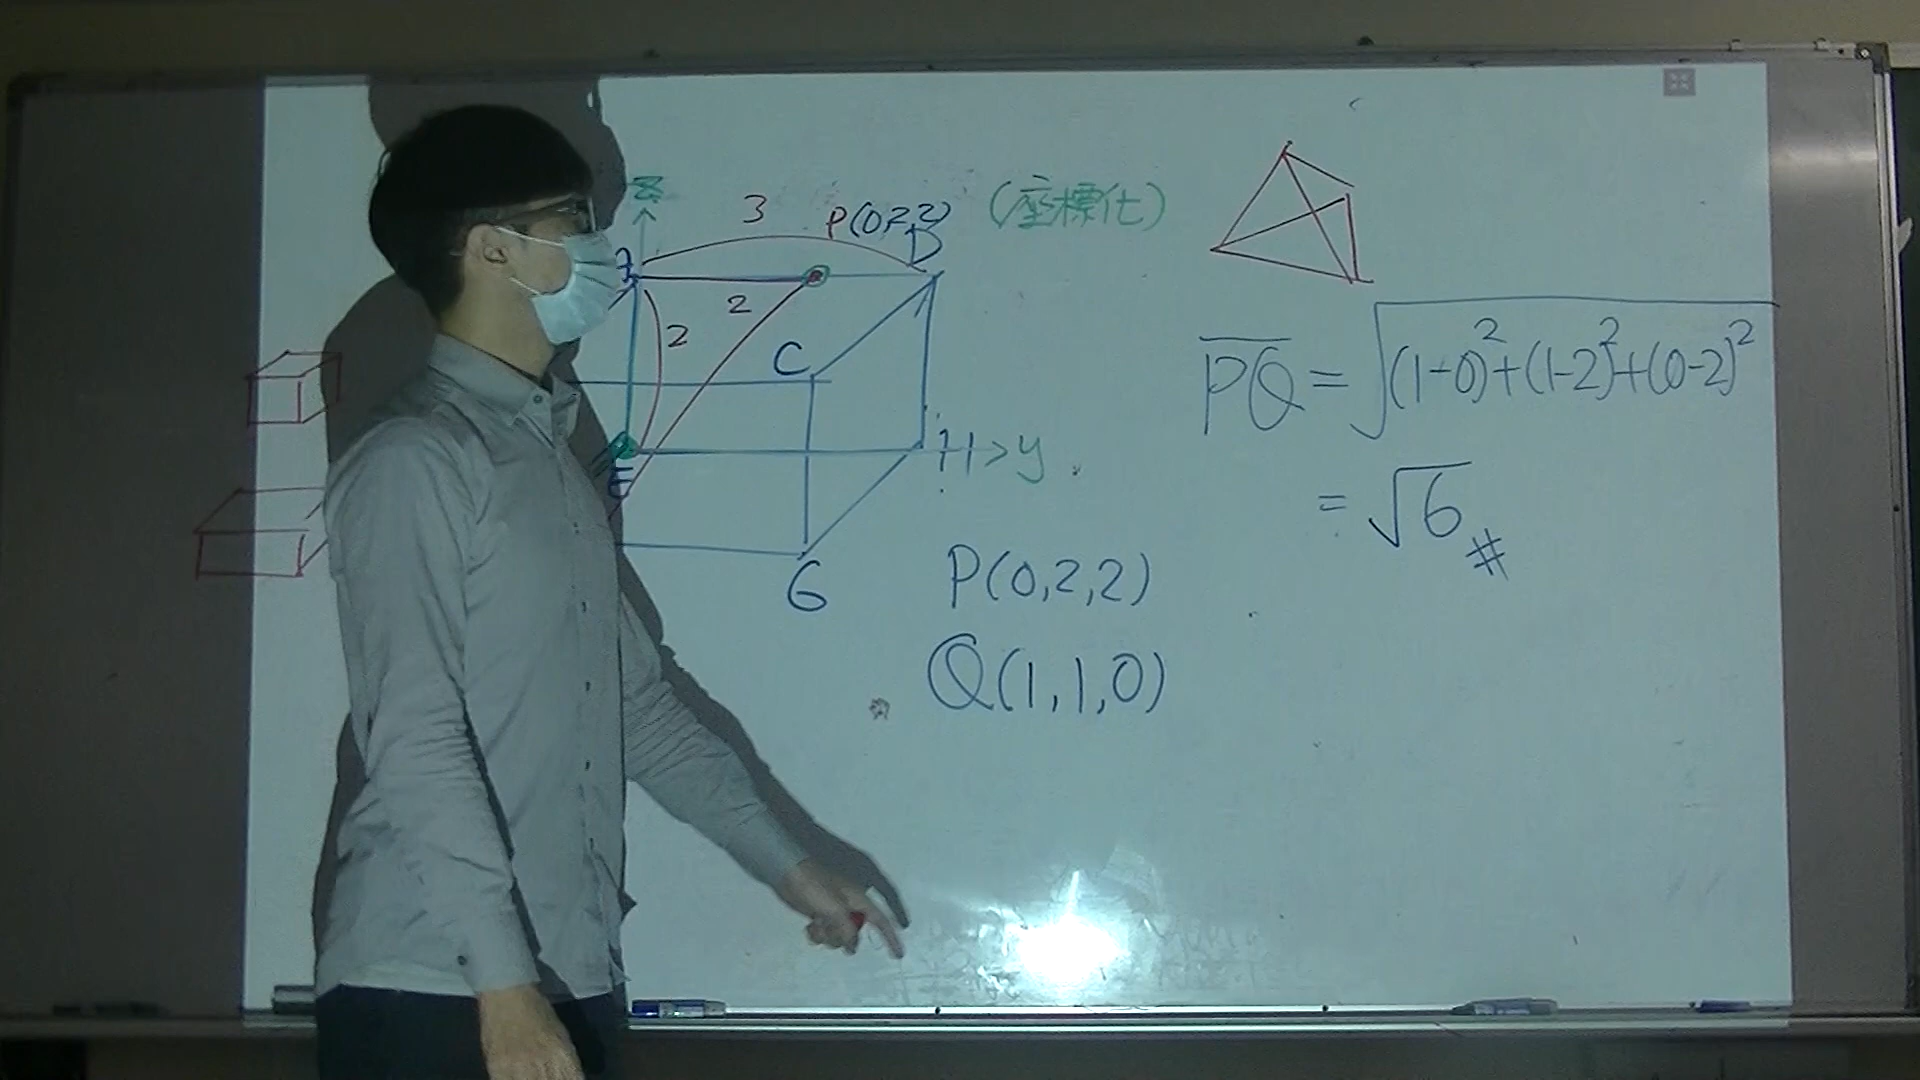 z
3
P(0,2,2)
D
(座標化)
A
2
2
C
E
H > y
G
P(0,2,2)
Q(1,1,0)
PQ = √(1-0)²+(1-2)²+(0-2)²
= √6 #